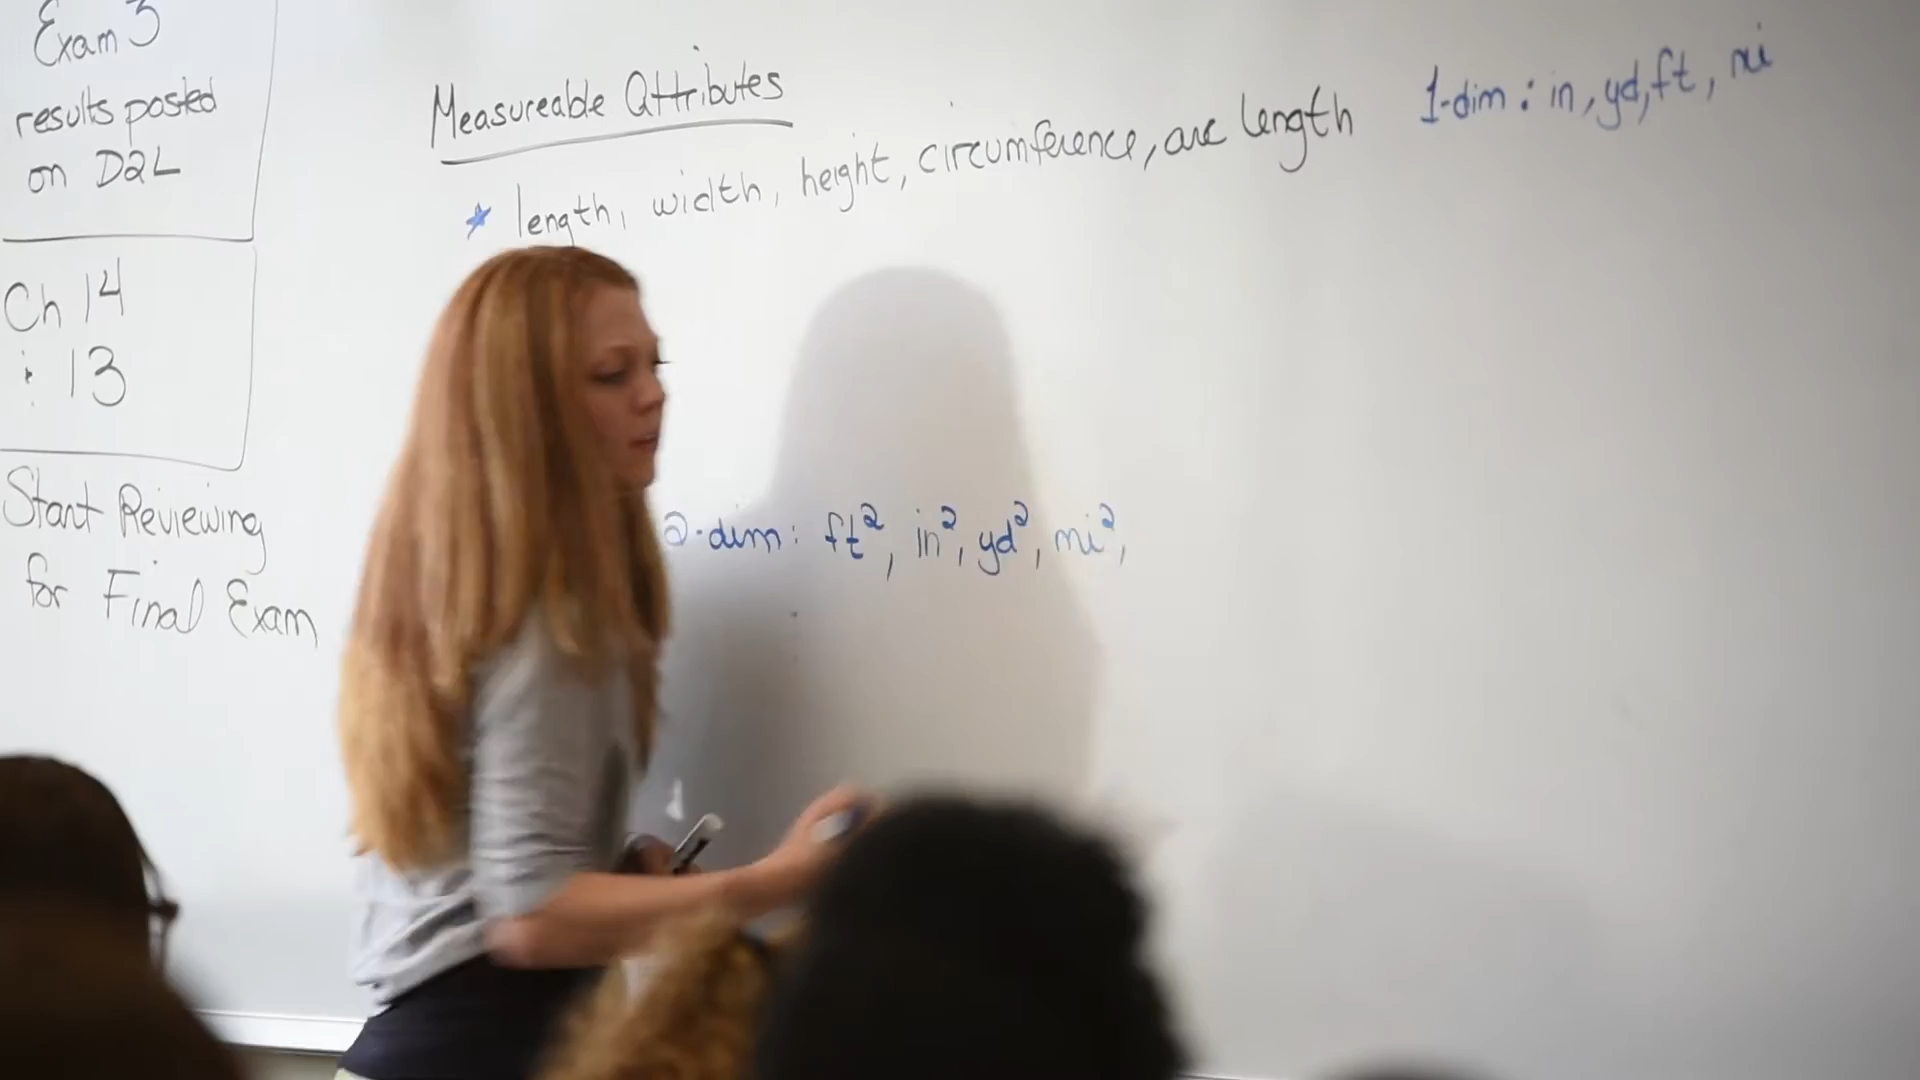 Exam 3
results posted
on D2L
Ch 14
: 13
Start Reviewing
for Final Exam
Measureable Attributes
* length, width, height, circumference, arc length
1-dim: in, yd, ft, mi
2-dim: ft², in², yd², mi²,